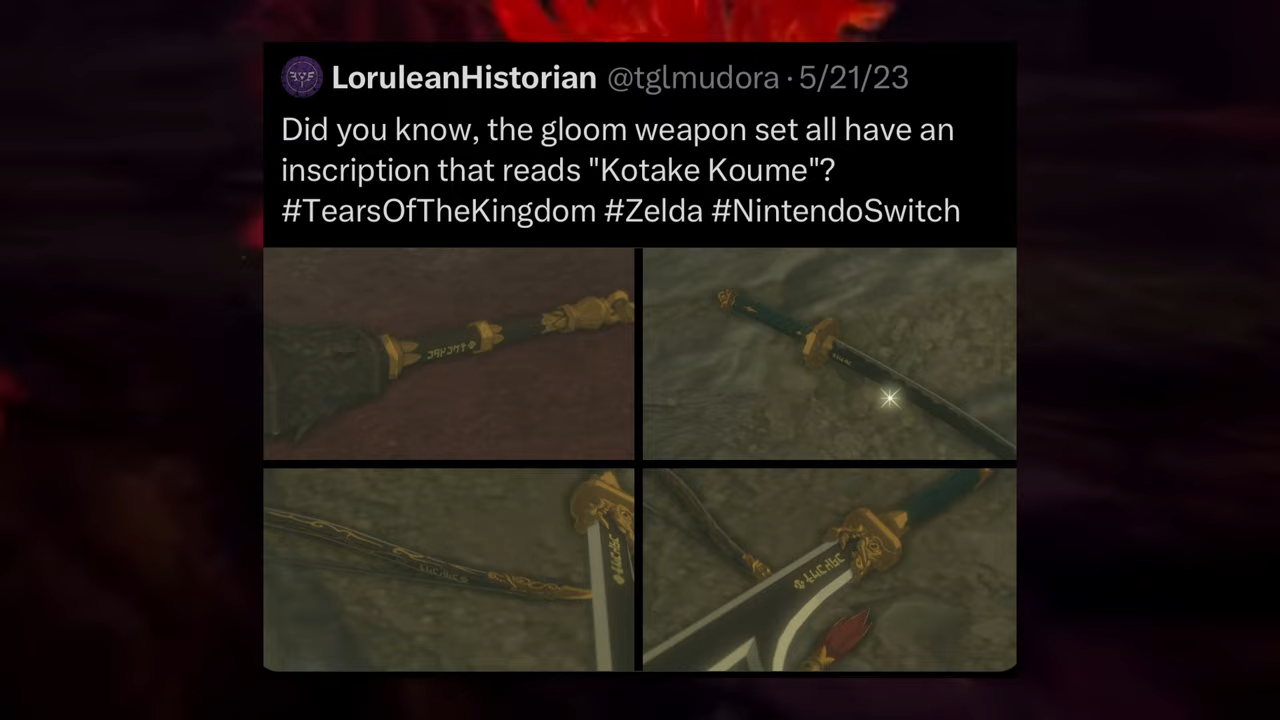 LoruleanHistorian @tglmudora · 5/21/23
Did you know, the gloom weapon set all have an
inscription that reads "Kotake Koume"?
#TearsOfTheKingdom #Zelda #NintendoSwitch